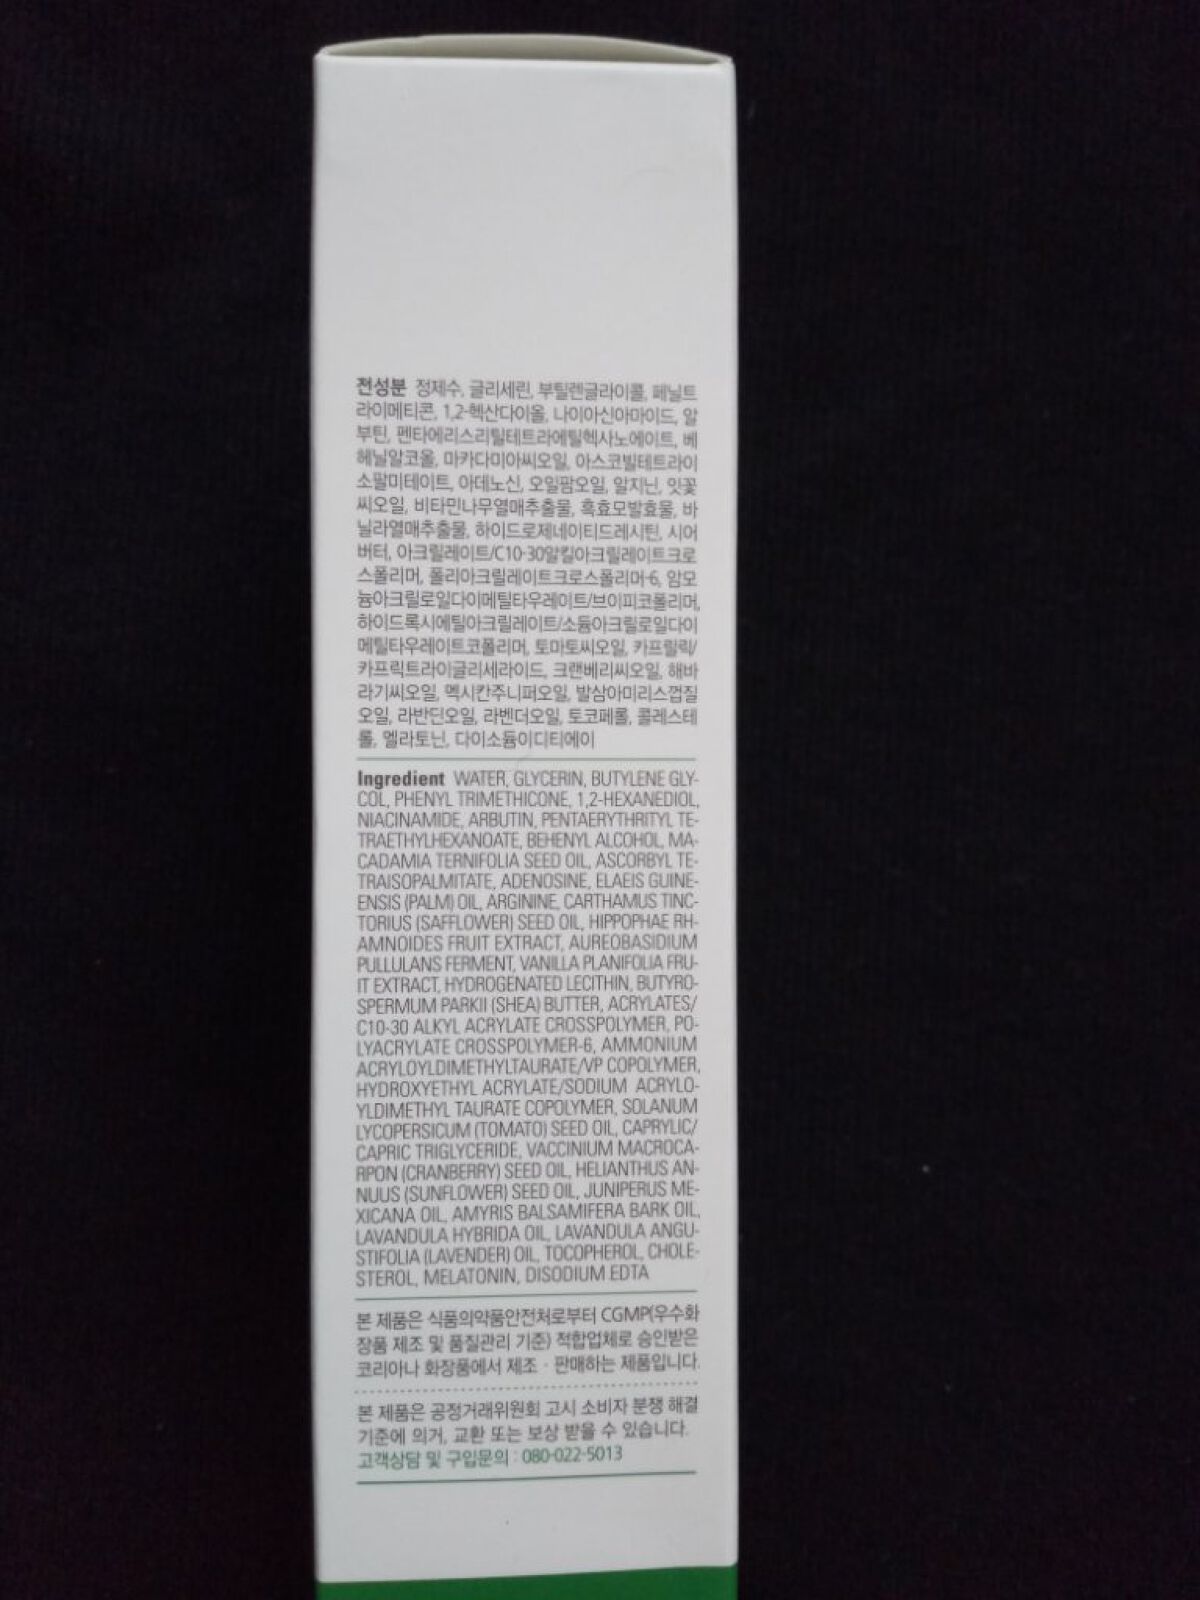 전성분 정제수, 글리세린, 부틸렌글라이콜, 페닐트
라이메티콘, 1,2-헥산다이올, 나이아신아마이드, 알
부틴, 펜타에리스리틸테트라에틸헥사노에이트, 베
헤닐알코올, 마카다미아씨오일, 아스코빌테트라이
소팔미테이트, 아데노신, 오일팜오일, 알지닌, 잇꽃
씨오일, 비타민나무열매추출물, 흑효모발효물, 바
닐라열매추출물, 하이드로제네이티드레시틴, 시어
버터, 아크릴레이트/C10-30알킬아크릴레이트크로
스폴리머, 폴리아크릴레이트크로스폴리머-6, 암모
늄아크릴로일다이메틸타우레이트/브이피코폴리머,
하이드록시에틸아크릴레이트/소듐아크릴로일다이
메틸타우레이트코폴리머, 토마토씨오일, 카프릴릭/
카프릭트라이글리세라이드, 크랜베리씨오일, 해바
라기씨오일, 멕시칸주니퍼오일, 발삼아미리스껍질
오일, 라반딘오일, 라벤더오일, 토코페롤, 콜레스테
롤, 멜라토닌, 다이소듐이디티에이
Ingredient WATER, GLYCERIN, BUTYLENE GLY-
COL, PHENYL TRIMETHICONE, 1,2-HEXANEDIOL,
NIACINAMIDE, ARBUTIN, PENTAERYTHRITYL TE-
TRAETHYLHEXANOATE, BEHENYL ALCOHOL, MA-
CADAMIA TERNIFOLIA SEED OIL, ASCORBYL TE-
TRAISOPALMITATE, ADENOSINE, ELAEIS GUINE-
ENSIS (PALM) OIL, ARGININE, CARTHAMUS TINC-
TORIUS (SAFFLOWER) SEED OIL, HIPPOPHAE RH-
AMNOIDES FRUIT EXTRACT, AUREOBASIDIUM
PULLULANS FERMENT, VANILLA PLANIFOLIA FRU-
IT EXTRACT, HYDROGENATED LECITHIN, BUTYRO-
SPERMUM PARKII (SHEA) BUTTER, ACRYLATES/
C10-30 ALKYL ACRYLATE CROSSPOLYMER, PO-
LYACRYLATE CROSSPOLYMER-6, AMMONIUM
ACRYLOYLDIMETHYLTAURATE/VP COPOLYMER,
HYDROXYETHYL ACRYLATE/SODIUM ACRYLO-
YLDIMETHYL TAURATE COPOLYMER, SOLANUM
LYCOPERSICUM (TOMATO) SEED OIL, CAPRYLIC/
CAPRIC TRIGLYCERIDE, VACCINIUM MACROCA-
RPON (CRANBERRY) SEED OIL, HELIANTHUS AN-
NUUS (SUNFLOWER) SEED OIL, JUNIPERUS ME-
XICANA OIL, AMYRIS BALSAMIFERA BARK OIL,
LAVANDULA HYBRIDA OIL, LAVANDULA ANGU-
STIFOLIA (LAVENDER) OIL, TOCOPHEROL, CHOLE-
STEROL, MELATONIN, DISODIUM EDTA
본 제품은 식품의약품안전처로부터 CGMP(우수화
장품 제조 및 품질관리 기준) 적합업체로 승인받은
코리아나 화장품에서 제조 · 판매하는 제품입니다.
본 제품은 공정거래위원회 고시 소비자 분쟁 해결
기준에 의거, 교환 또는 보상 받을 수 있습니다.
고객상담 및 구입문의 : 080-022-5013